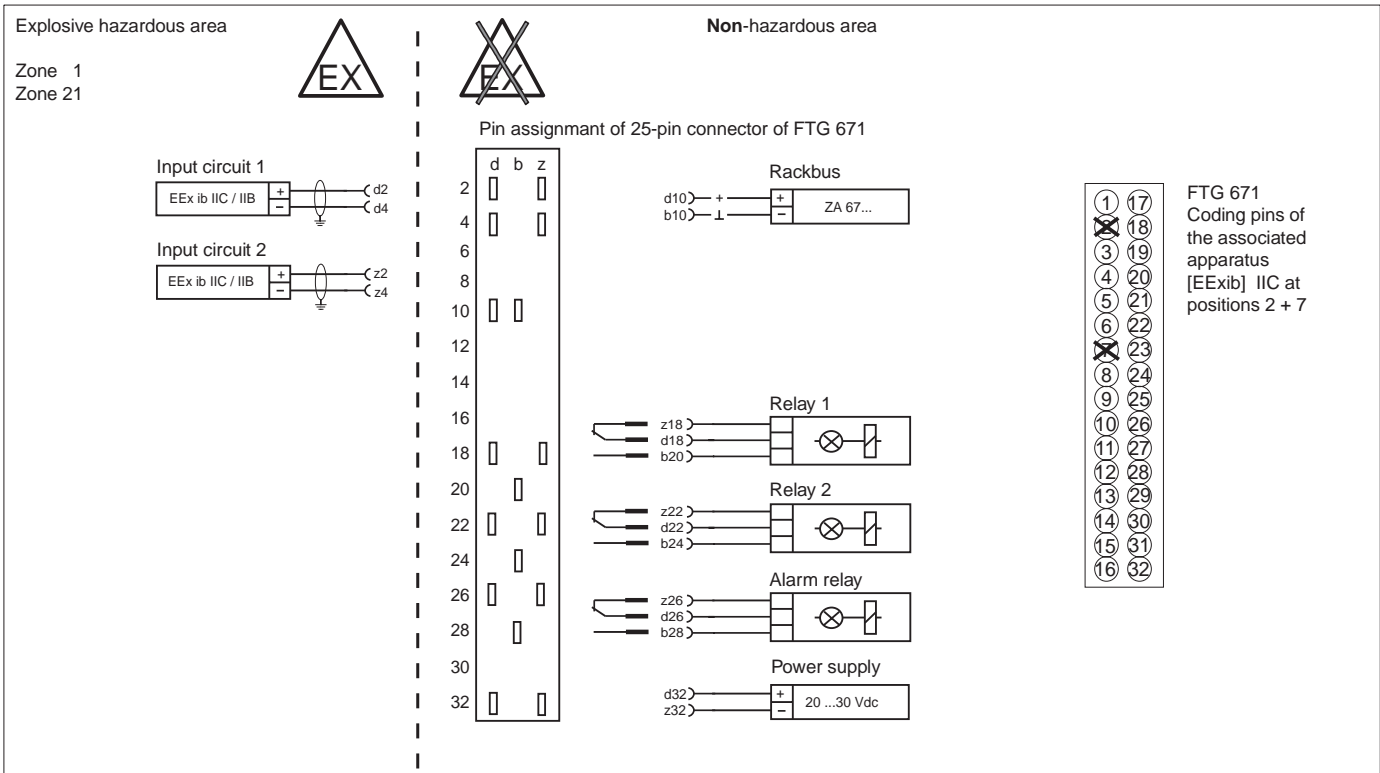 Explosive hazardous area
Zone 1
Zone 21
EX
EX
Non-hazardous area
Pin assignmant of 25-pin connector of FTG 671
Input circuit 1
EEx ib IIC / IIB
+
−
d2
d4
Input circuit 2
EEx ib IIC / IIB
+
−
z2
z4
d b z
2
4
6
8
10
12
14
16
18
20
22
24
26
28
30
32
Rackbus
d10 + +
b10 ⊥ −
ZA 67...
Relay 1
z18
d18
b20
Relay 2
z22
d22
b24
Alarm relay
z26
d26
b28
Power supply
d32 +
z32 −
20 ...30 Vdc
1 17
2 18
3 19
4 20
5 21
6 22
7 23
8 24
9 25
10 26
11 27
12 28
13 29
14 30
15 31
16 32
FTG 671
Coding pins of
the associated
apparatus
[EExib] IIC at
positions 2 + 7